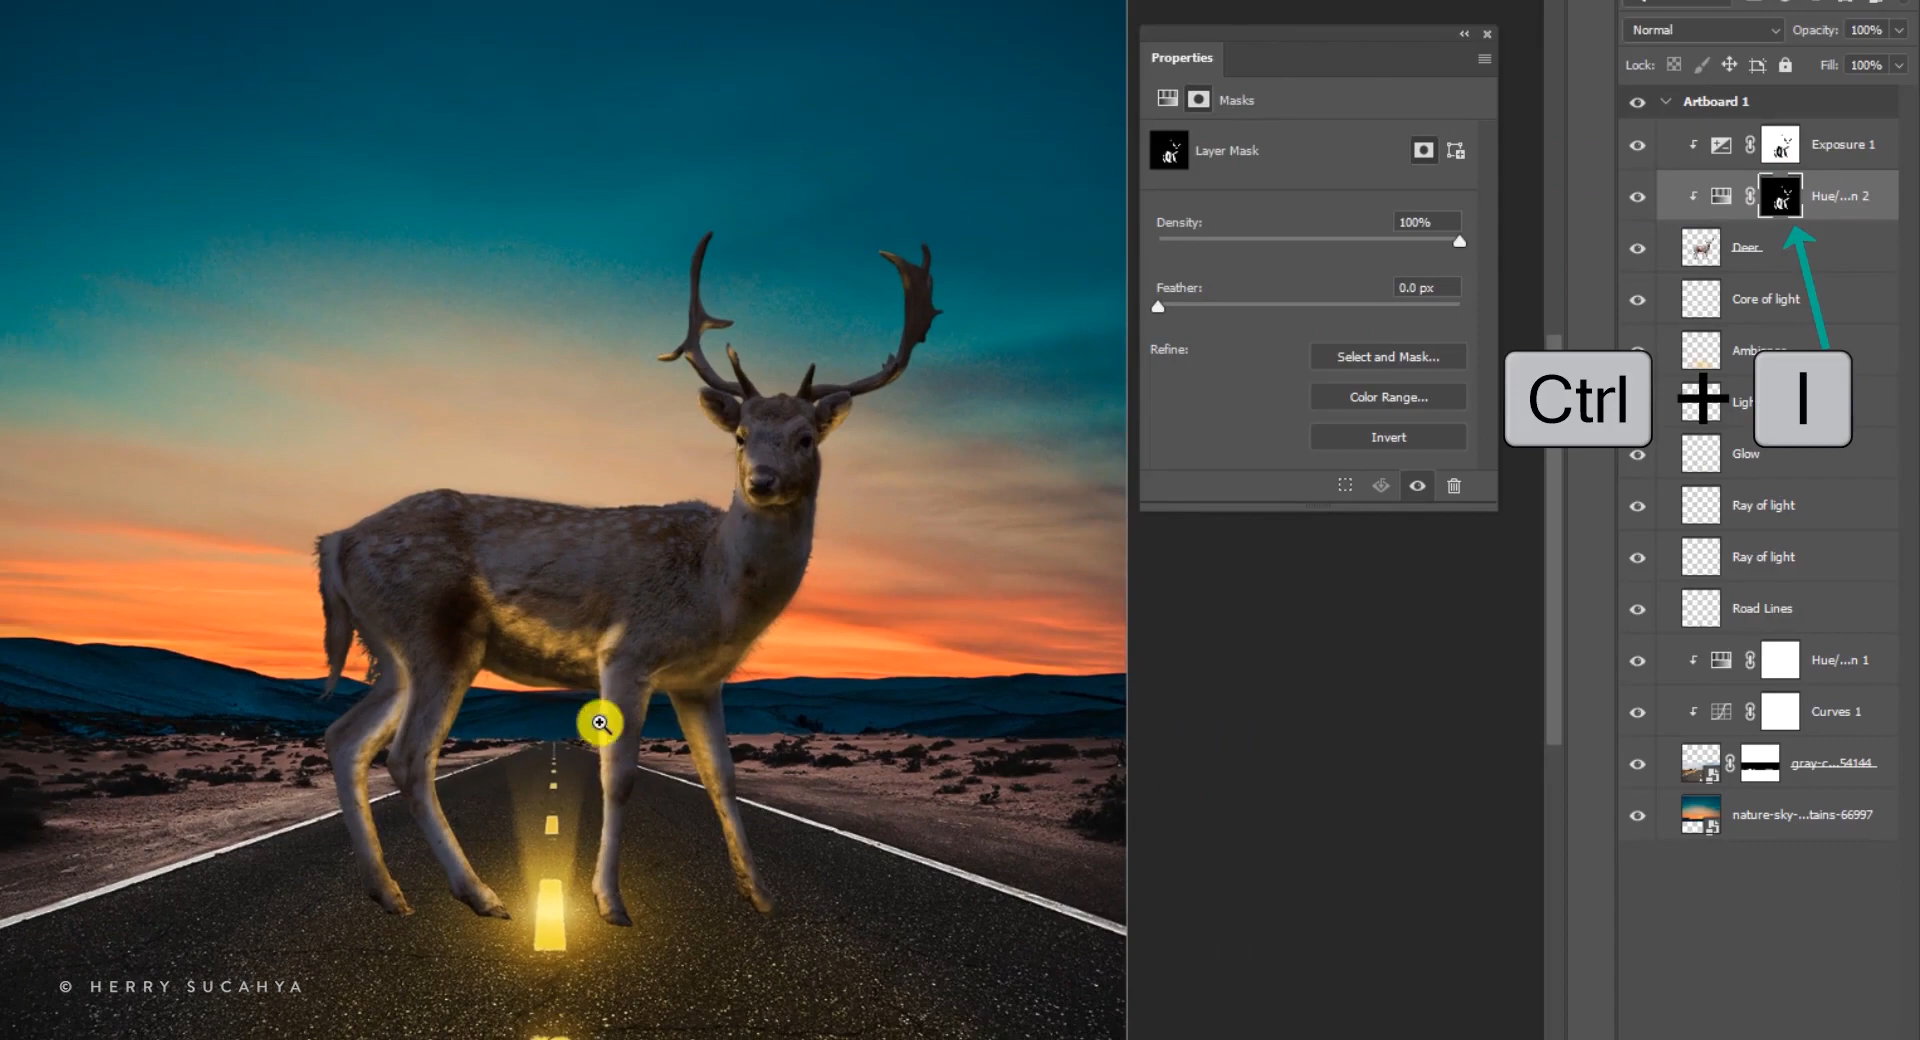 Properties
Masks
Layer Mask
Density:
100%
Feather:
0.0 px
Refine:
Select and Mask...
Color Range...
Invert
Normal
Opacity:
100%
Lock:
Fill:
100%
Artboard 1
Exposure 1
Hue/...n 2
Deer
Core of light
Ctrl + I
Glow
Ray of light
Ray of light
Road Lines
Hue/...n 1
Curves 1
gray-c...54144
nature-sky-...tains-66997
© HERRY SUCAHYA